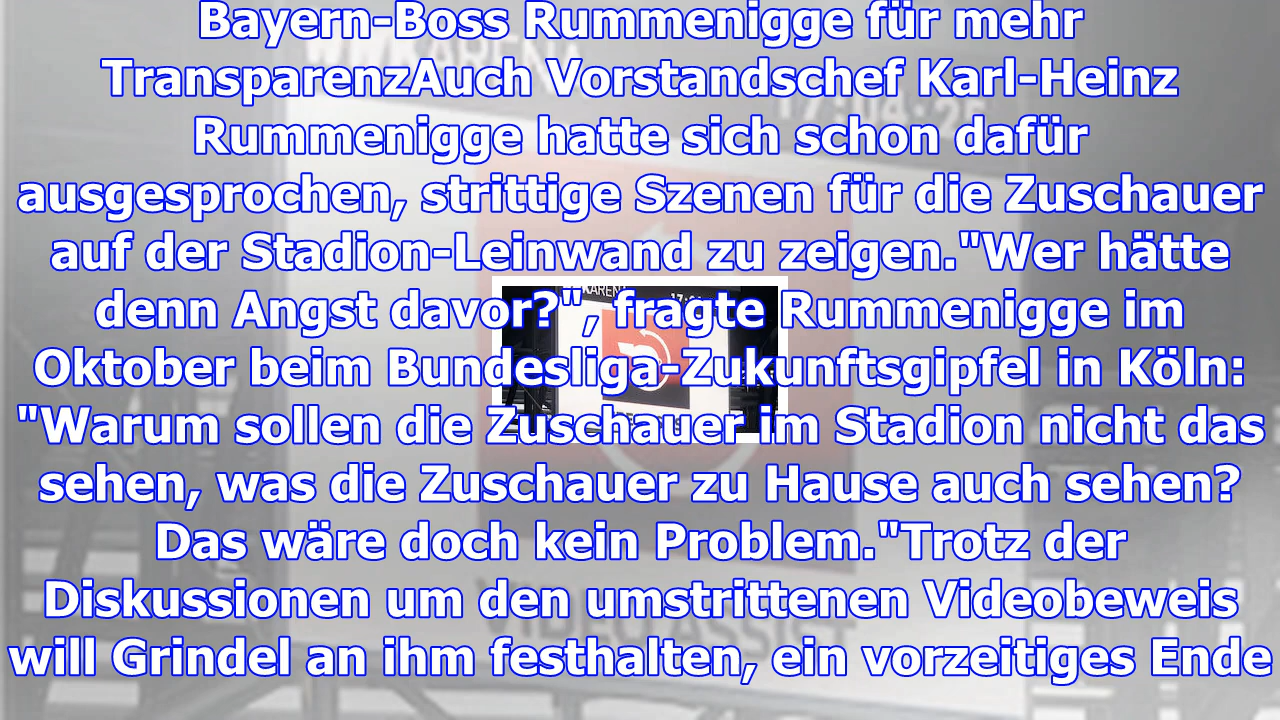 Bayern-Boss Rummenigge für mehr
TransparenzAuch Vorstandschef Karl-Heinz
Rummenigge hatte sich schon dafür
ausgesprochen, strittige Szenen für die Zuschauer
auf der Stadion-Leinwand zu zeigen."Wer hätte
denn Angst davor?", fragte Rummenigge im
Oktober beim Bundesliga-Zukunftsgipfel in Köln:
"Warum sollen die Zuschauer im Stadion nicht das
sehen, was die Zuschauer zu Hause auch sehen?
Das wäre doch kein Problem."Trotz der
Diskussionen um den umstrittenen Videobeweis
will Grindel an ihm festhalten, ein vorzeitiges Ende